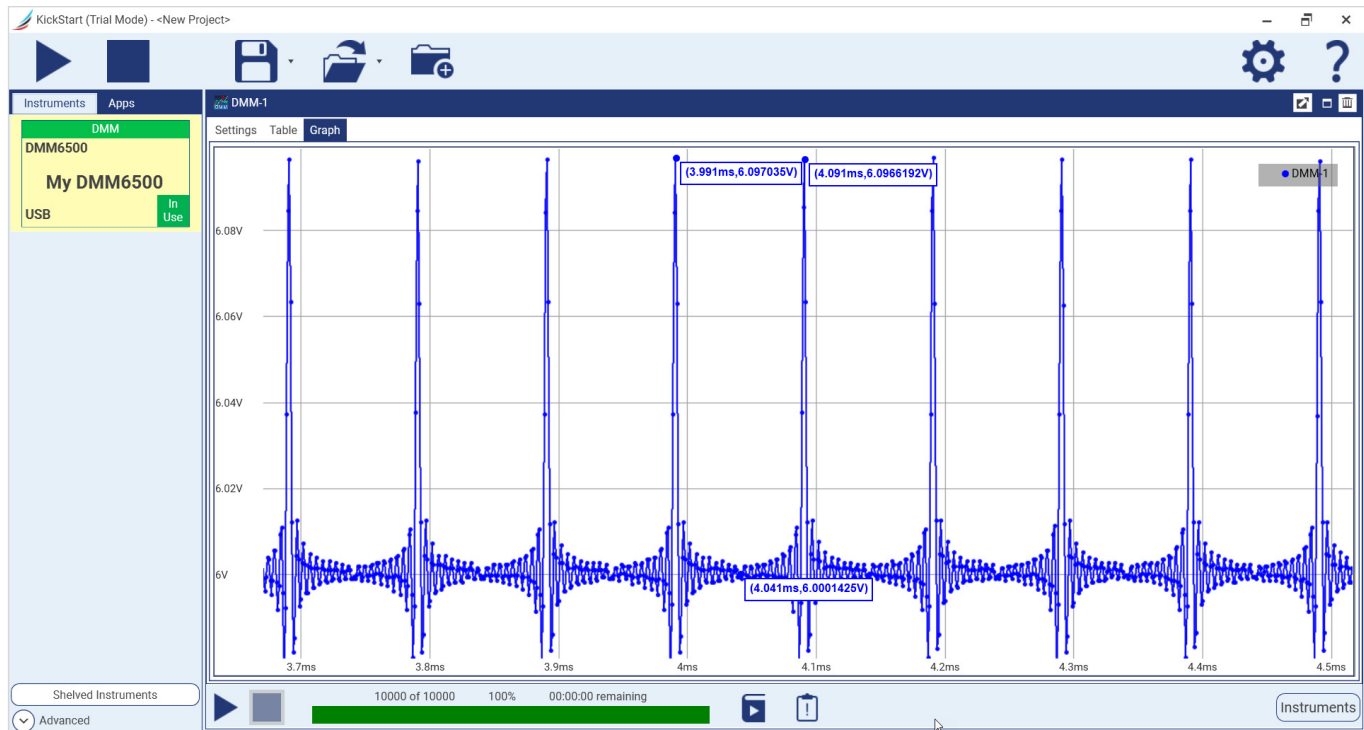 KickStart (Trial Mode) - <New Project>
Instruments
Apps
DMM
DMM6500
My DMM6500
USB
In
Use
DMM-1
Settings
Table
Graph
(3.991ms,6.097035V)
(4.091ms,6.0966192V)
DMM-1
6.08V
6.06V
6.04V
6.02V
6V
(4.041ms,6.0001425V)
3.7ms
3.8ms
3.9ms
4ms
4.1ms
4.2ms
4.3ms
4.4ms
4.5ms
Shelved Instruments
Advanced
10000 of 10000
100%
00:00:00 remaining
Instruments